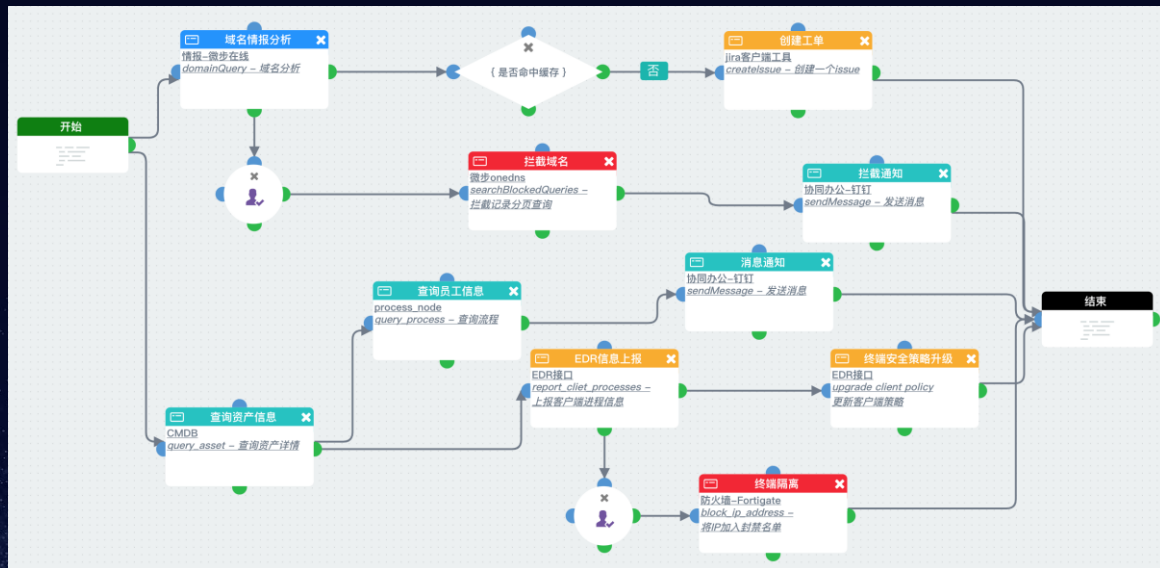 域名情报分析
情报-微步在线
domainQuery - 域名分析
{ 是否命中缓存 }
否
创建工单
jira客户端工具
createIssue - 创建一个issue
开始
拦截域名
微步onedns
searchBlockedQueries -
拦截记录分页查询
拦截通知
协同办公-钉钉
sendMessage - 发送消息
消息通知
协同办公-钉钉
sendMessage - 发送消息
查询员工信息
process_node
query_process - 查询流程
结束
EDR信息上报
EDR接口
report_cliet_processes -
上报客户端进程信息
终端安全策略升级
EDR接口
upgrade client policy
更新客户端策略
查询资产信息
CMDB
query_asset - 查询资产详情
终端隔离
防火墙-Fortigate
block_ip_address -
将IP加入封禁名单